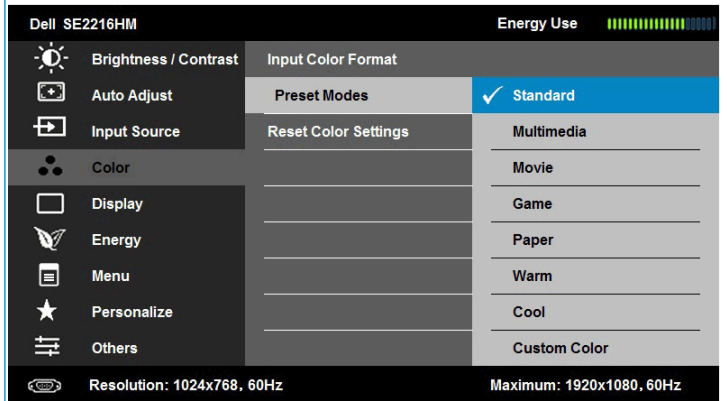 Dell SE2216HM Energy Use
Brightness / Contrast Input Color Format
Auto Adjust Preset Modes Standard
Input Source Reset Color Settings Multimedia
Color Movie
Display Game
Energy Paper
Menu Warm
Personalize Cool
Others Custom Color
Resolution: 1024x768, 60Hz Maximum: 1920x1080, 60Hz